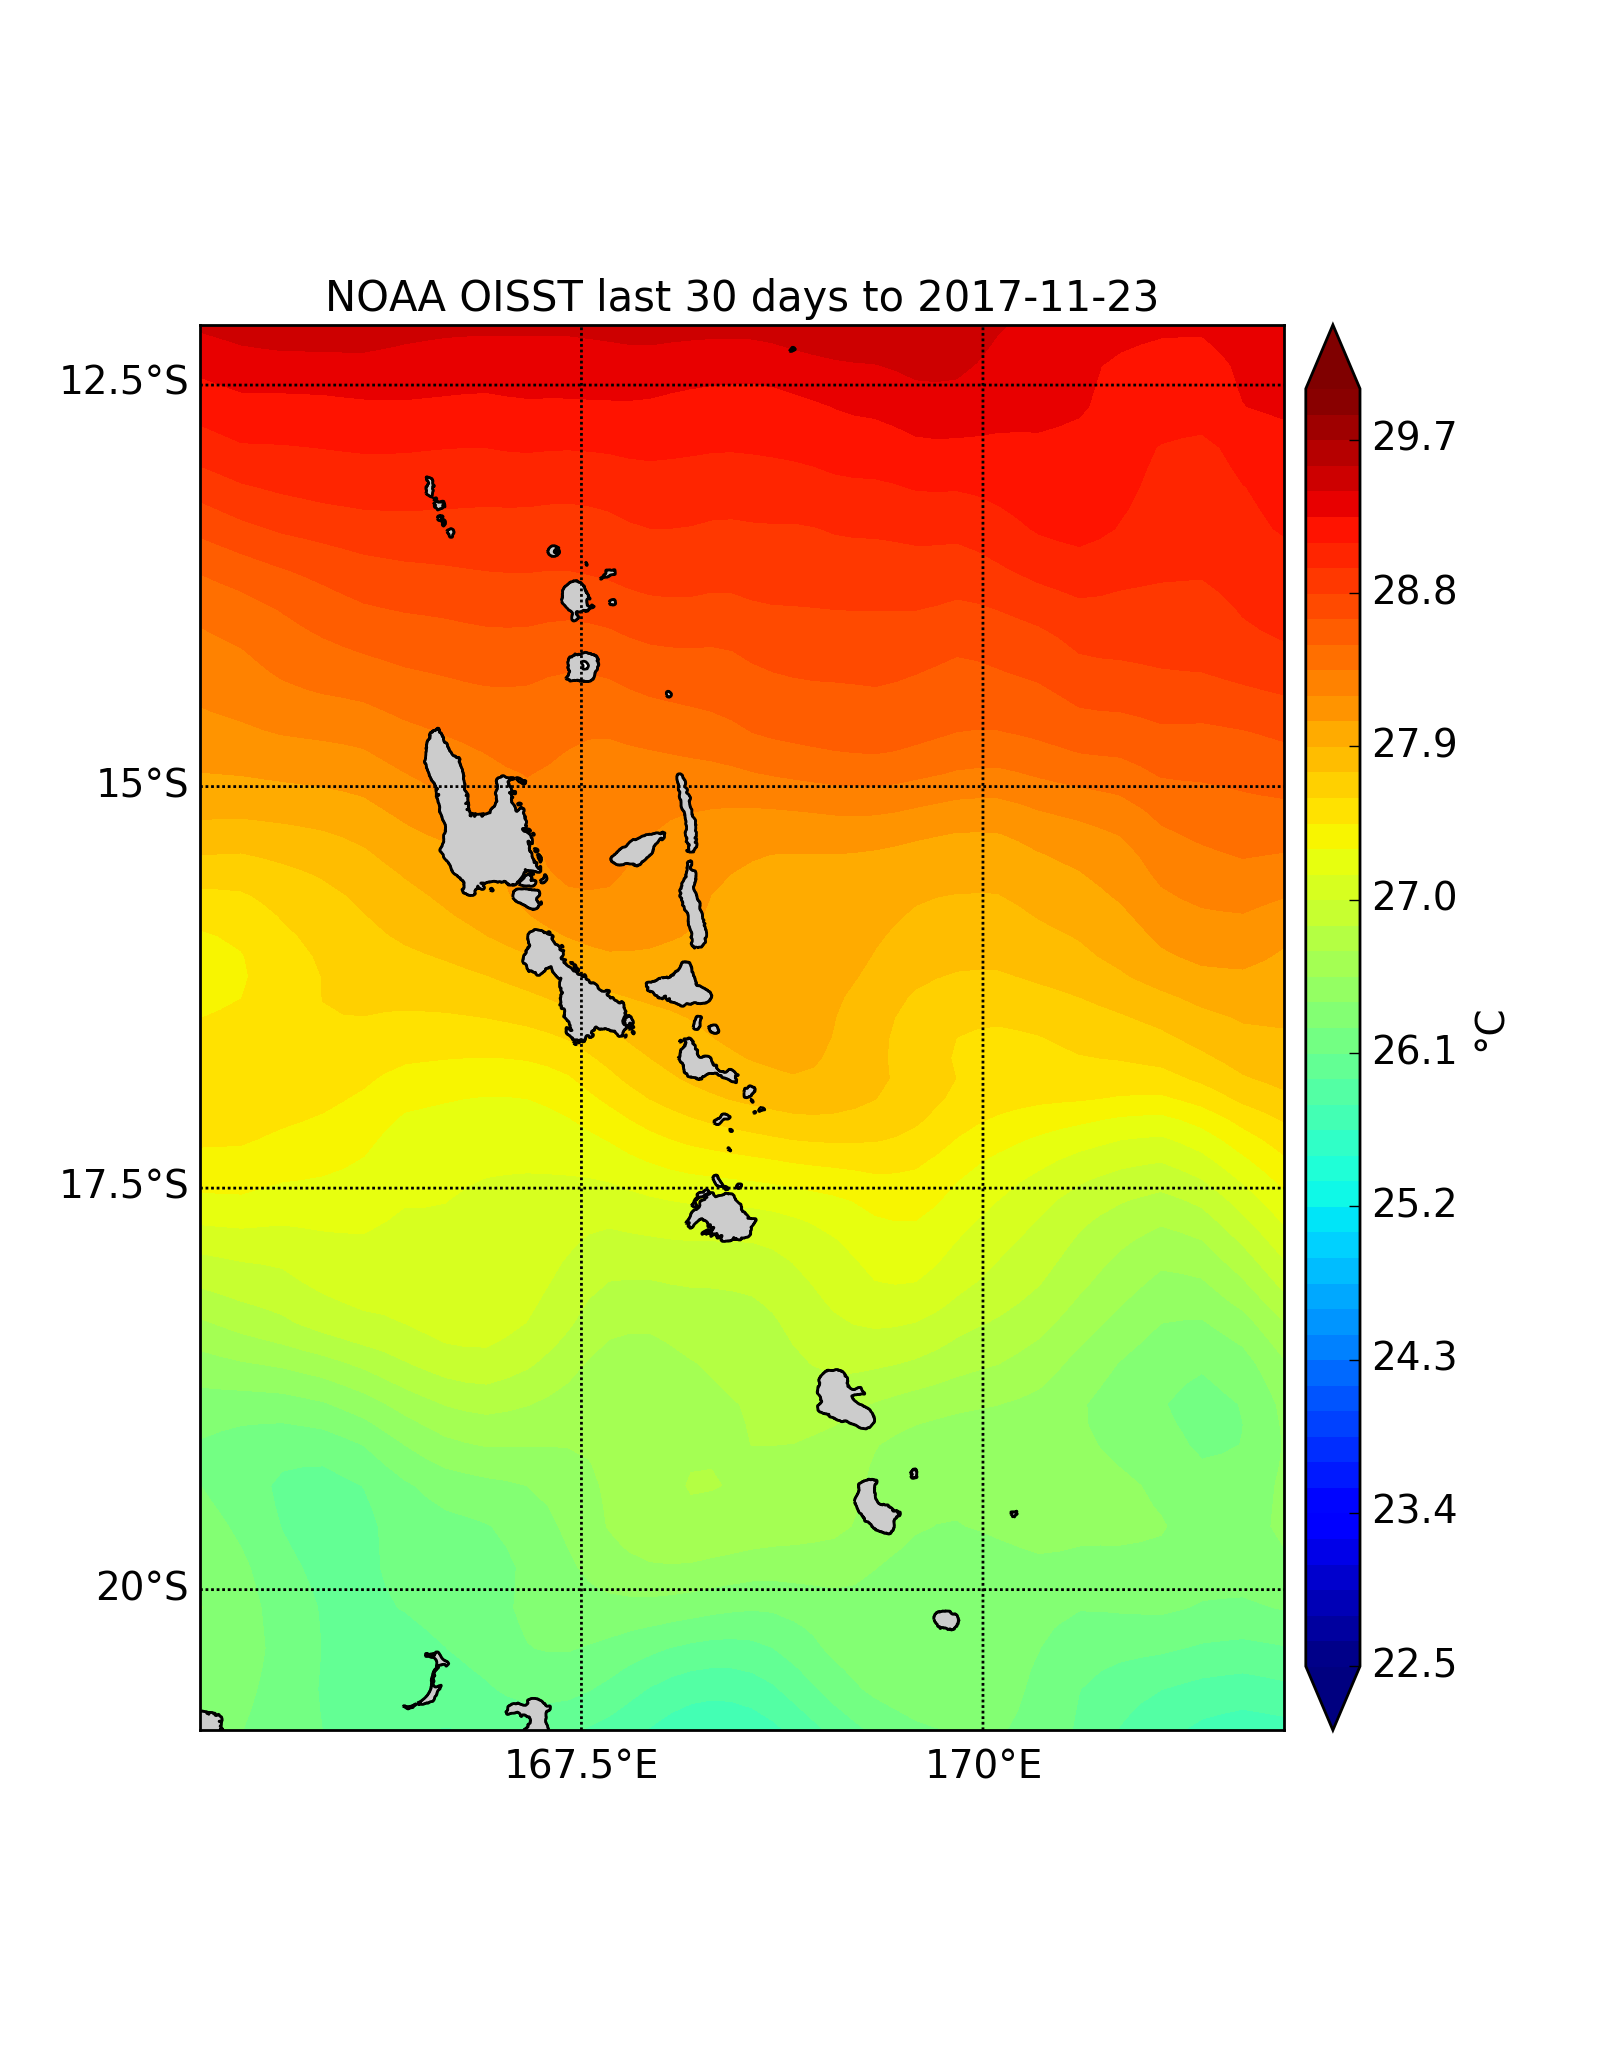 NOAA OISST last 30 days to 2017-11-23
12.5°S
15°S
17.5°S
20°S
167.5°E
170°E
29.7
28.8
27.9
27.0
26.1
25.2
24.3
23.4
22.5
°C